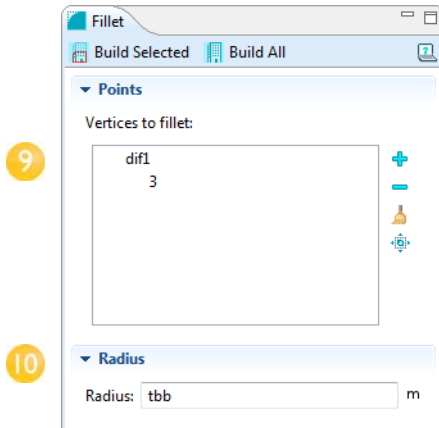 Fillet
Build Selected Build All
Points
Vertices to fillet:
9
dif1
3
10
Radius
Radius: tbb m